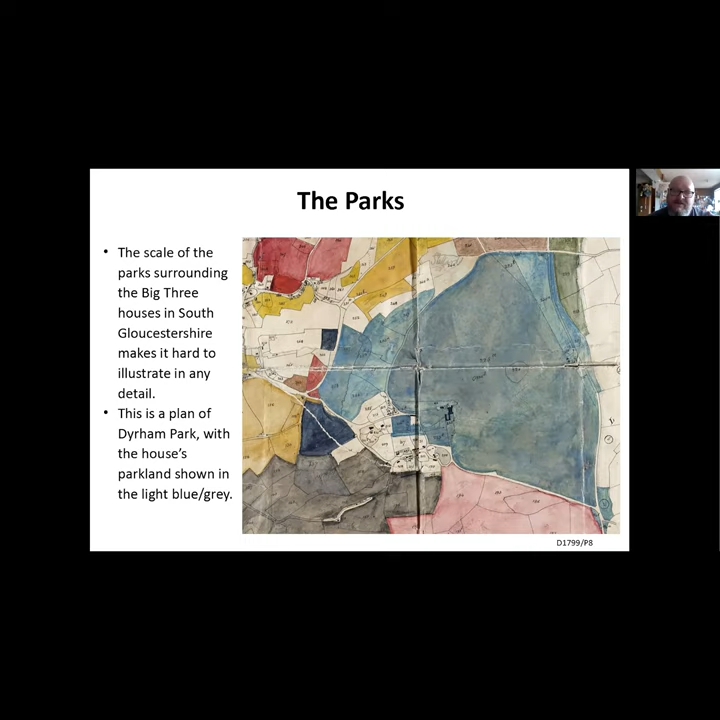 The Parks
• The scale of the
parks surrounding
the Big Three
houses in South
Gloucestershire
makes it hard to
illustrate in any
detail.
• This is a plan of
Dyrham Park, with
the house’s
parkland shown in
the light blue/grey.
D1799/P8